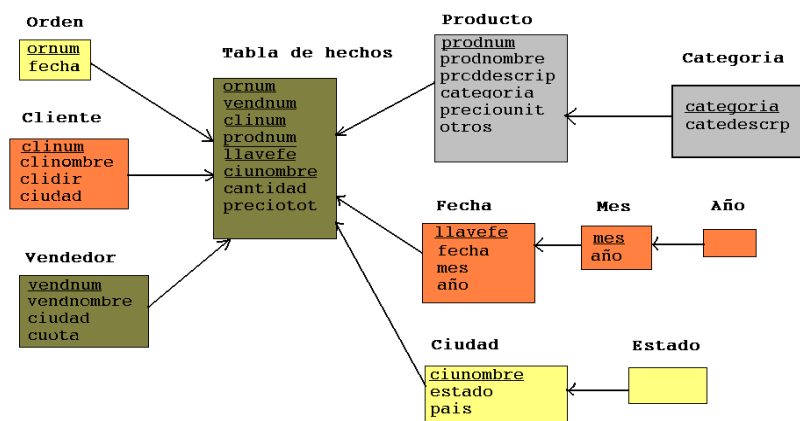 Orden
ornum
fecha
Cliente
clinum
clinombre
clidir
ciudad
Vendedor
vendnum
vendnombre
ciudad
cuota
Tabla de hechos
ornum
vendnum
clinum
prodnum
llavefe
ciunombre
cantidad
preciotot
Producto
prodnum
prodnombre
prcddescrip
categoria
preciounit
otros
Categoria
categoria
catedescrp
Fecha
llavefe
fecha
mes
año
Mes
mes
año
Año
Ciudad
ciunombre
estado
pais
Estado